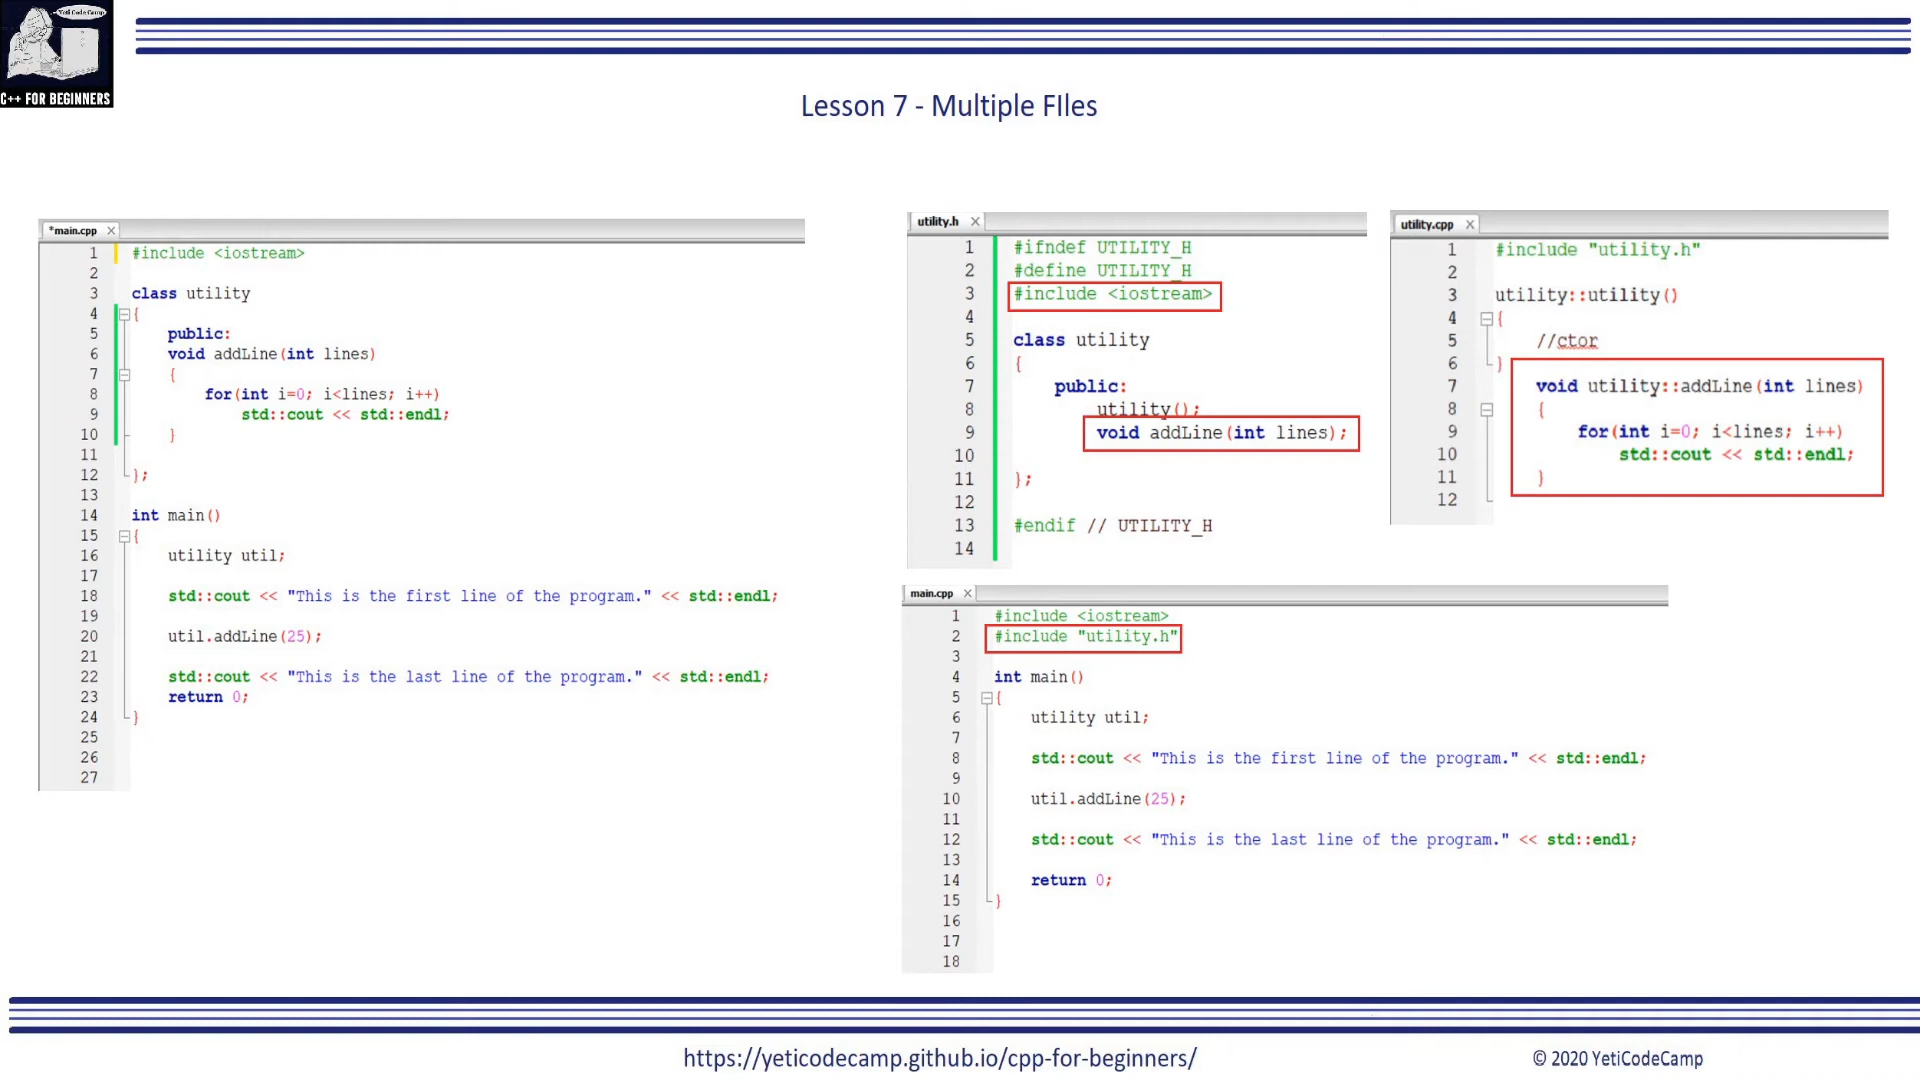 Yeti Code Camp
C++ FOR BEGINNERS
Lesson 7 - Multiple FIles
*main.cpp X
1 #include <iostream>
2
3 class utility
4 {
5 public:
6 void addLine(int lines)
7 {
8 for(int i=0; i<lines; i++)
9 std::cout << std::endl;
10 }
11
12 };
13
14 int main()
15 {
16 utility util;
17
18 std::cout << "This is the first line of the program." << std::endl;
19
20 util.addLine(25);
21
22 std::cout << "This is the last line of the program." << std::endl;
23 return 0;
24 }
25
26
27
utility.h X
1 #ifndef UTILITY_H
2 #define UTILITY_H
3 #include <iostream>
4
5 class utility
6 {
7 public:
8 utility();
9 void addLine(int lines);
10
11 };
12
13 #endif // UTILITY_H
14
utility.cpp X
1 #include "utility.h"
2
3 utility::utility()
4 {
5 //ctor
6 }
7 void utility::addLine(int lines)
8 {
9 for(int i=0; i<lines; i++)
10 std::cout << std::endl;
11 }
12
main.cpp X
1 #include <iostream>
2 #include "utility.h"
3
4 int main()
5 {
6 utility util;
7
8 std::cout << "This is the first line of the program." << std::endl;
9
10 util.addLine(25);
11
12 std::cout << "This is the last line of the program." << std::endl;
13
14 return 0;
15 }
16
17
18
https://yeticodecamp.github.io/cpp-for-beginners/
© 2020 YetiCodeCamp